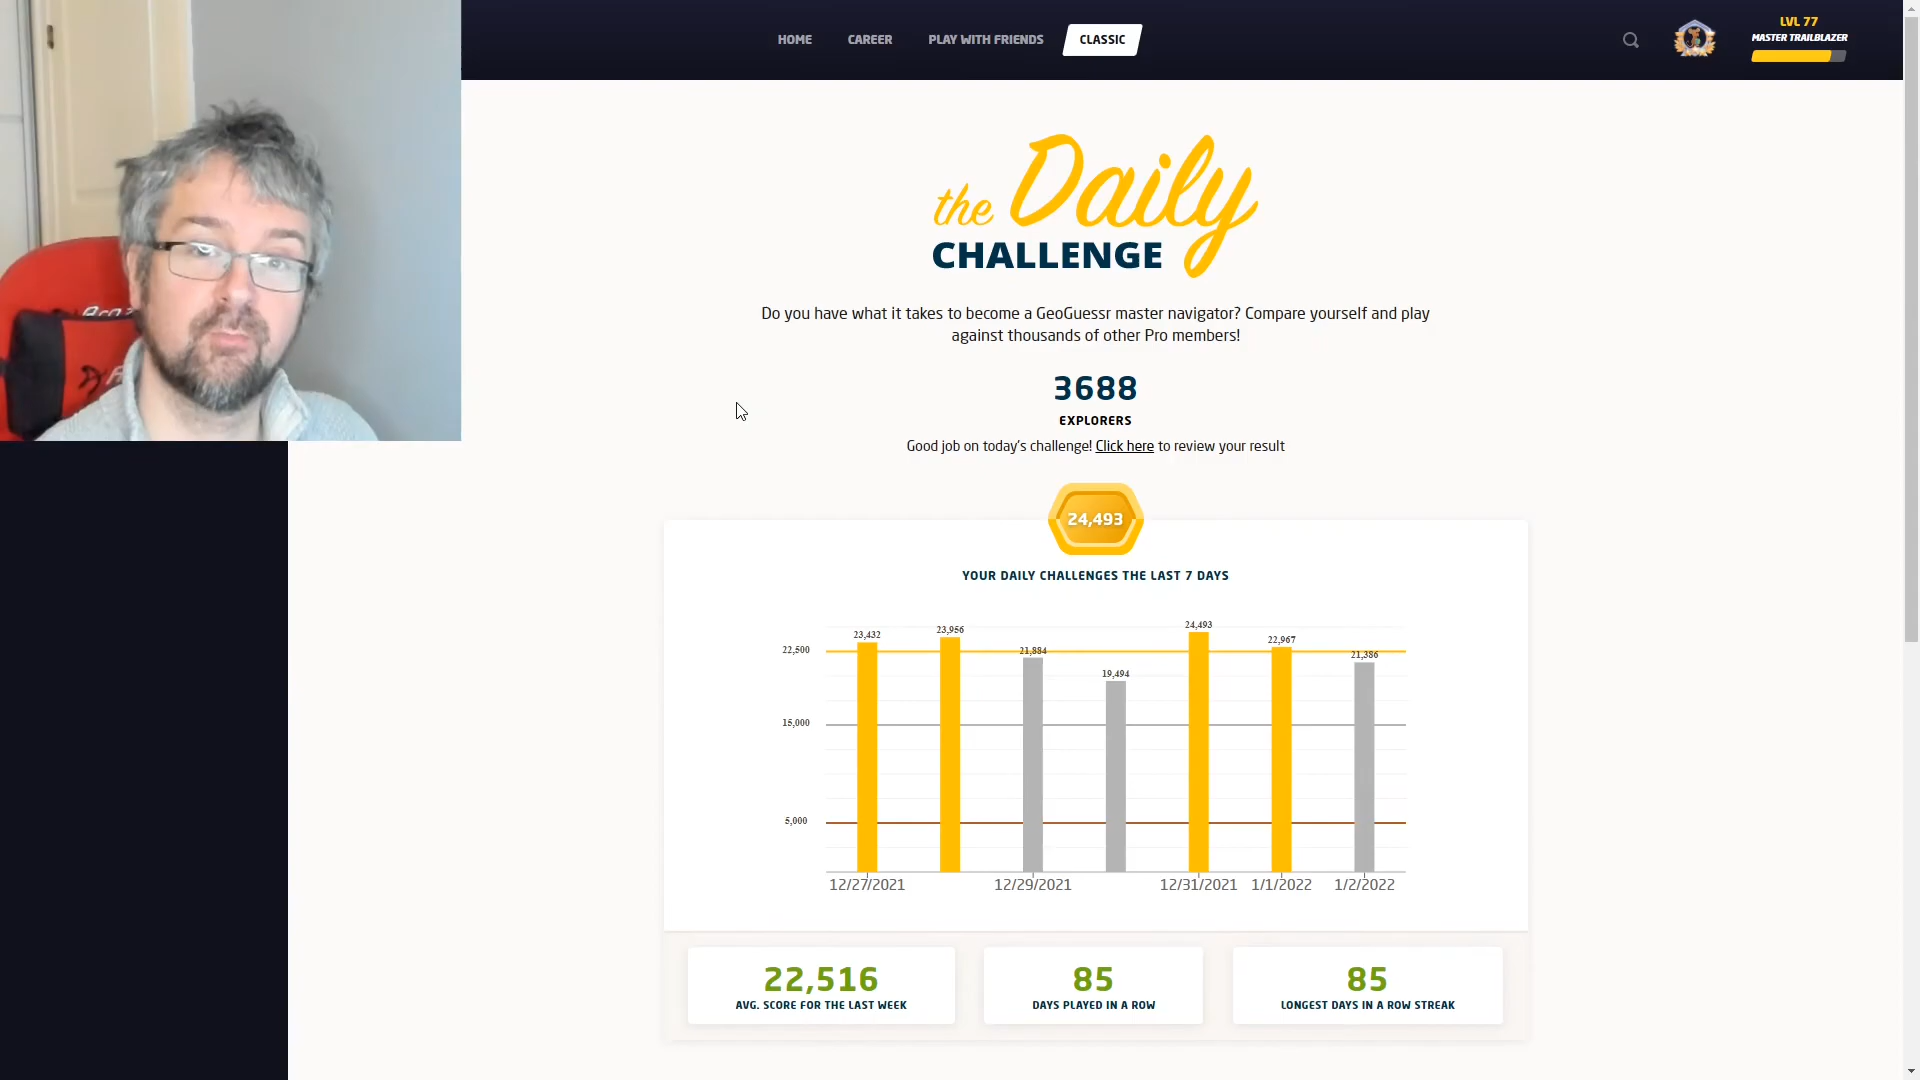 HOME CAREER PLAY WITH FRIENDS CLASSIC
LVL 77
MASTER TRAILBLAZER
the Daily
CHALLENGE
Do you have what it takes to become a GeoGuessr master navigator? Compare yourself and play
against thousands of other Pro members!
3688
EXPLORERS
Good job on today's challenge! Click here to review your result
24,493
YOUR DAILY CHALLENGES THE LAST 7 DAYS
23,432 23,956 21,884 19,494 24,493 22,967 21,386
22,500
15,000
5,000
12/27/2021 12/29/2021 12/31/2021 1/1/2022 1/2/2022
22,516 85 85
AVG. SCORE FOR THE LAST WEEK DAYS PLAYED IN A ROW LONGEST DAYS IN A ROW STREAK